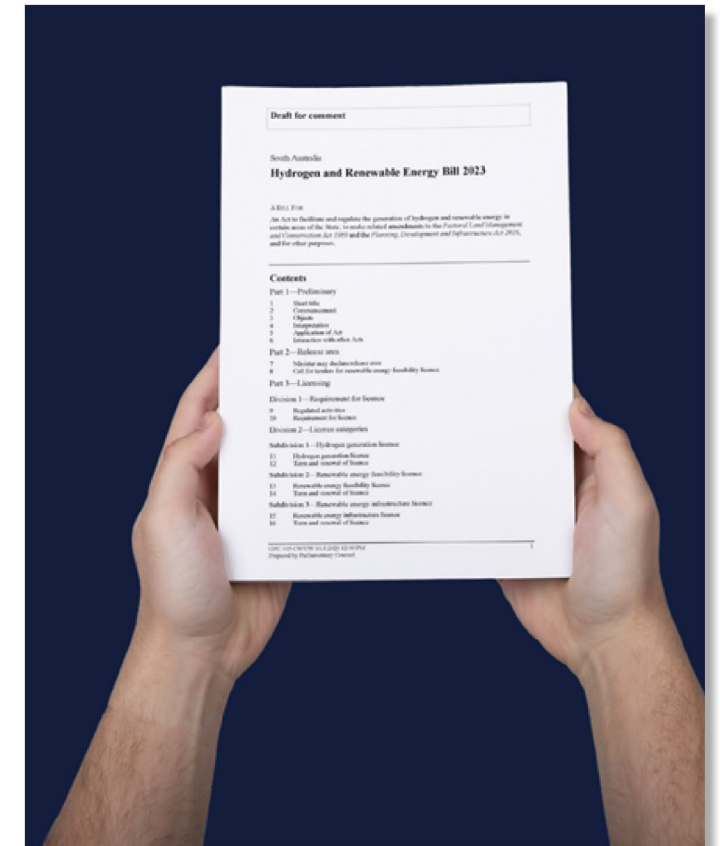 Draft for comment
South Australia
Hydrogen and Renewable Energy Bill 2023
A BILL FOR
An Act to facilitate and regulate the generation of hydrogen and renewable energy in
certain areas of the State, to make related amendments to the Pastoral Land Management
and Conservation Act 1989 and the Planning, Development and Infrastructure Act 2016,
and for other purposes.
Contents
Part 1—Preliminary
1 Short title
2 Commencement
3 Objects
4 Interpretation
5 Application of Act
6 Interaction with other Acts
Part 2—Release area
7 Minister may declare release area
8 Call for tenders for renewable energy feasibility licence
Part 3—Licensing
Division 1—Requirement for licence
9 Regulated activities
10 Requirement for licence
Division 2—Licence categories
Subdivision 1—Hydrogen generation licence
11 Hydrogen generation licence
12 Term and renewal of licence
Subdivision 2—Renewable energy feasibility licence
13 Renewable energy feasibility licence
14 Term and renewal of licence
Subdivision 3—Renewable energy infrastructure licence
15 Renewable energy infrastructure licence
16 Term and renewal of licence
1
Prepared by Parliamentary Counsel